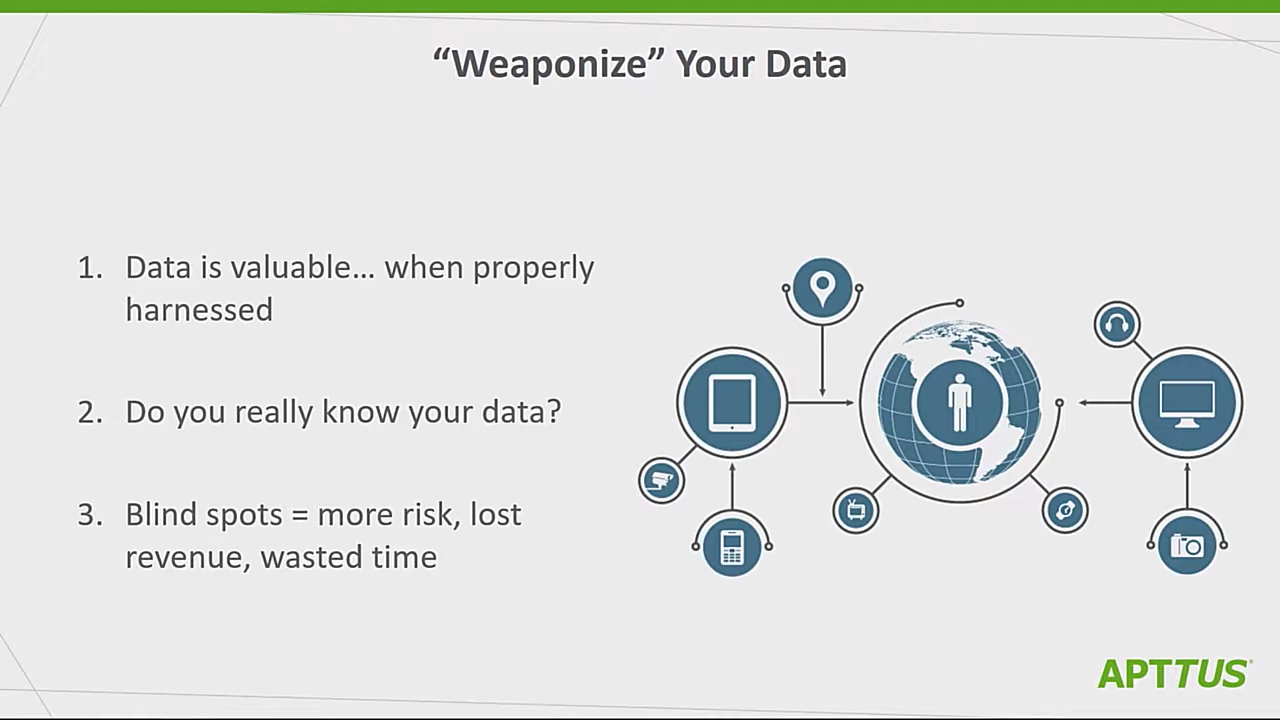 “Weaponize” Your Data
1. Data is valuable... when properly
harnessed
2. Do you really know your data?
3. Blind spots = more risk, lost
revenue, wasted time
APTTUS